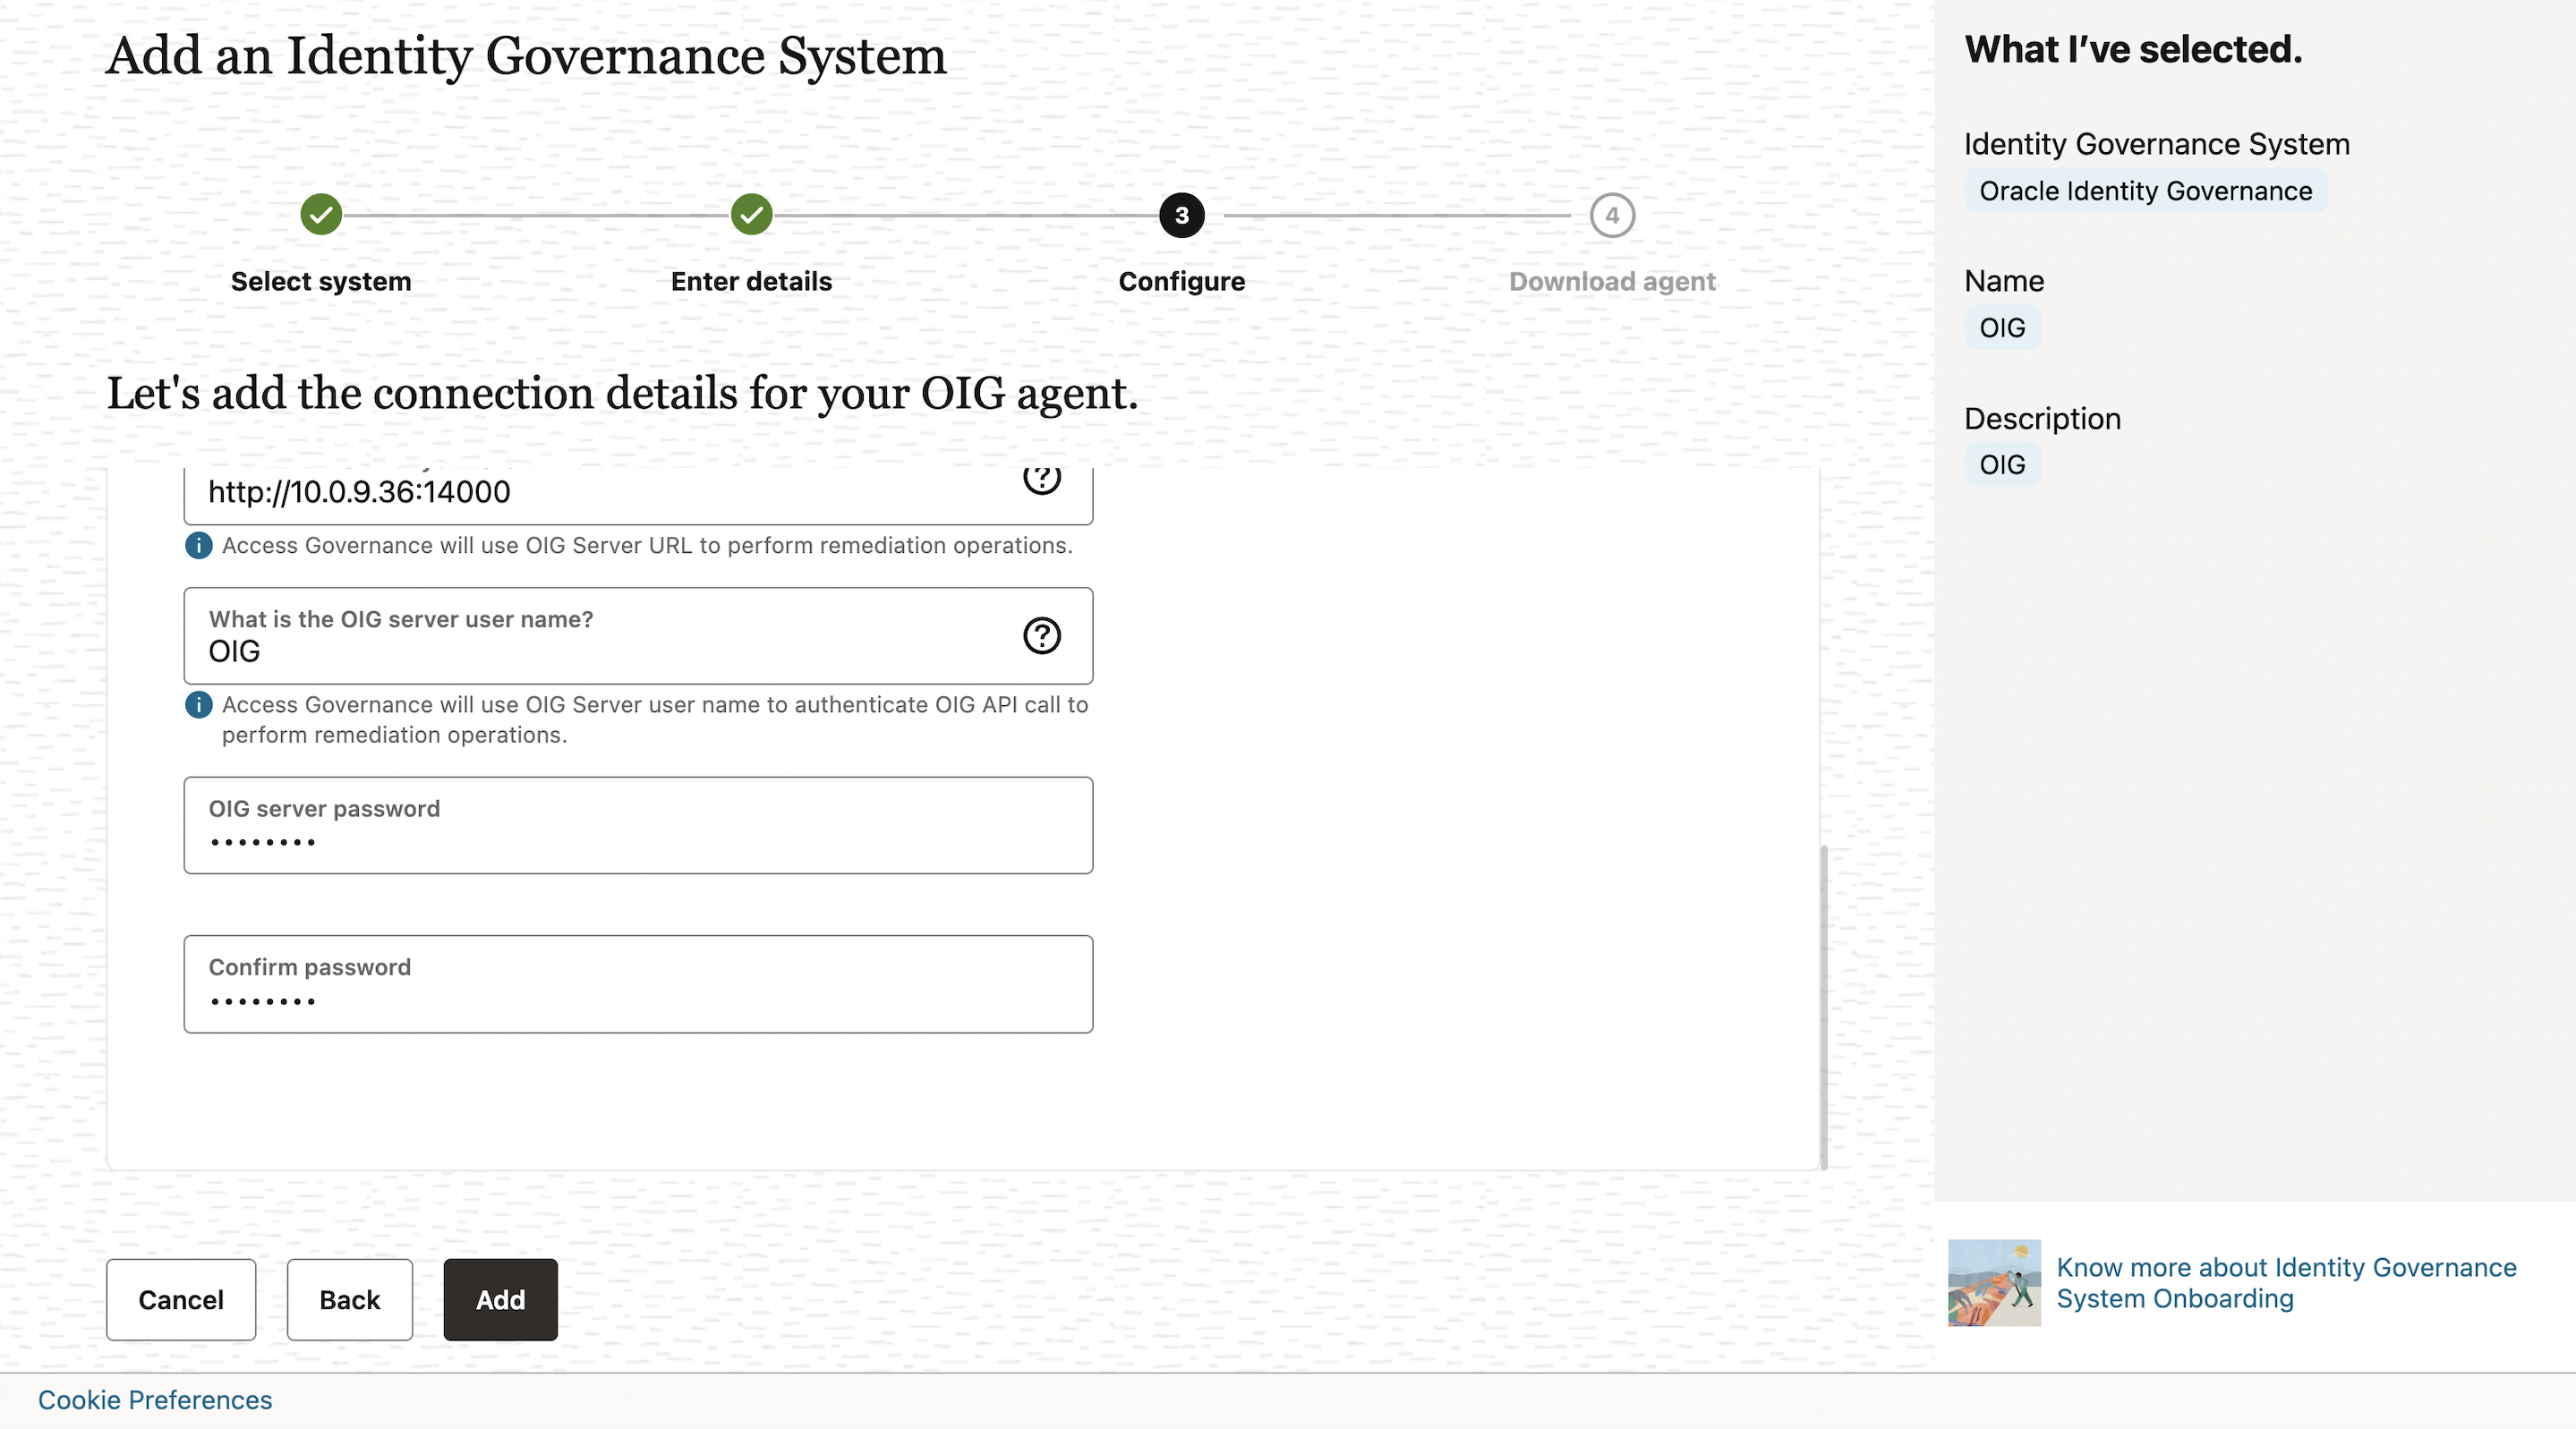 Add an Identity Governance System
3
4
Select system
Enter details
Configure
Download agent
Let's add the connection details for your OIG agent.
http://10.0.9.36:14000
Access Governance will use OIG Server URL to perform remediation operations.
What is the OIG server user name?
OIG
Access Governance will use OIG Server user name to authenticate OIG API call to
perform remediation operations.
OIG server password
••••••••
Confirm password
••••••••
Cancel
Back
Add
What I’ve selected.
Identity Governance System
Oracle Identity Governance
Name
OIG
Description
OIG
Know more about Identity Governance
System Onboarding
Cookie Preferences